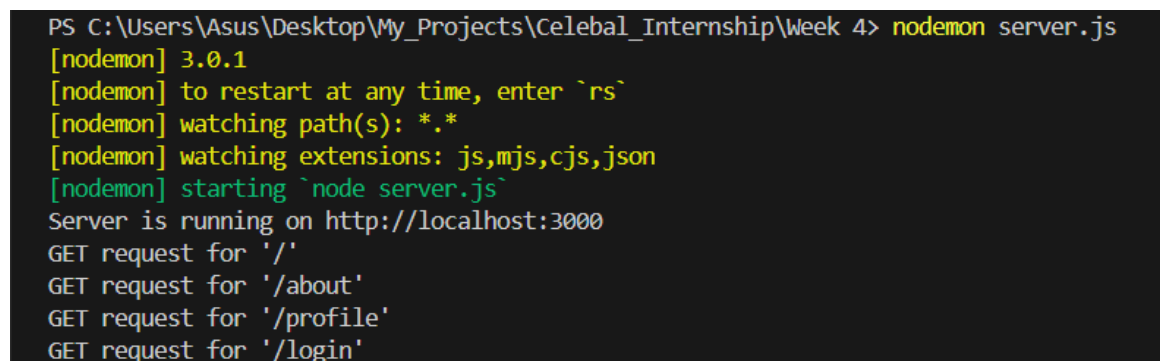 PS C:\Users\Asus\Desktop\My_Projects\Celebal_Internship\Week 4> nodemon server.js
[nodemon] 3.0.1
[nodemon] to restart at any time, enter `rs`
[nodemon] watching path(s): *.*
[nodemon] watching extensions: js,mjs,cjs,json
[nodemon] starting `node server.js`
Server is running on http://localhost:3000
GET request for '/'
GET request for '/about'
GET request for '/profile'
GET request for '/login'